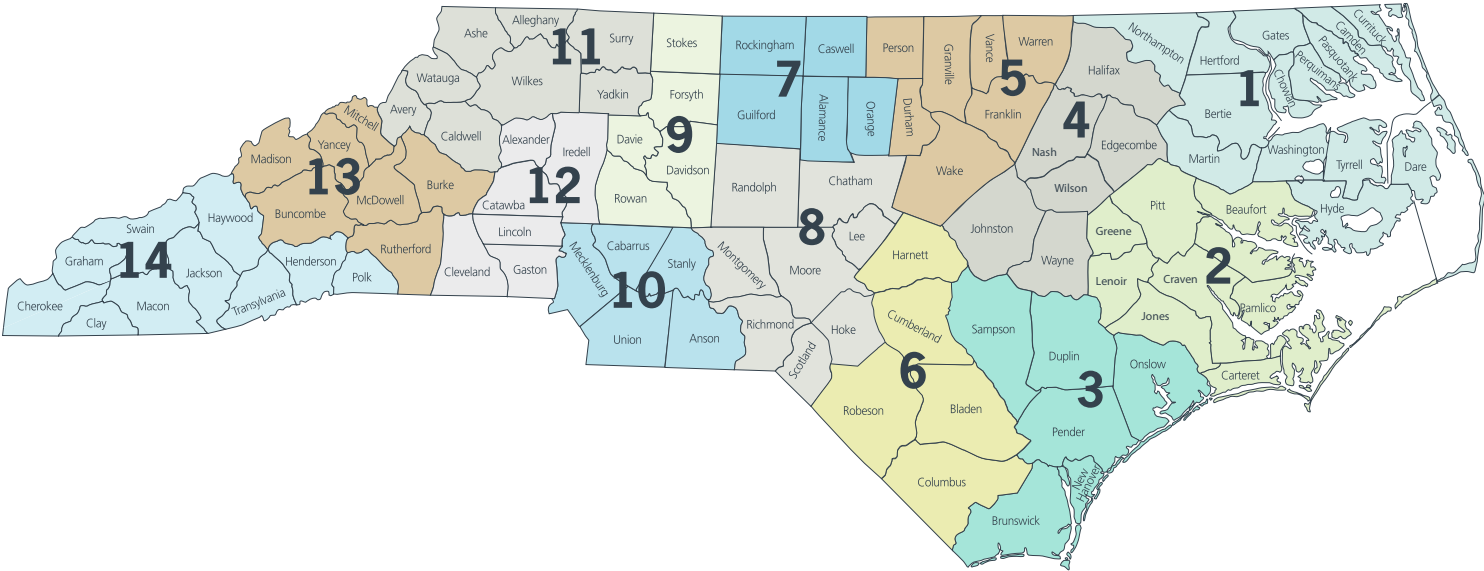 Alleghany
Ashe
Surry
11
Watauga
Wilkes
Yadkin
Avery
Caldwell
Stokes
Forsyth
9
Davie
Davidson
Rowan
Rockingham
Caswell
7
Guilford
Alamance
Orange
Person
Granville
Vance
Warren
5
Durham
Franklin
Wake
Halifax
4
Nash
Edgecombe
Wilson
Johnston
Wayne
Northampton
Gates
Hertford
Currituck
Camden
Pasquotank
Perquimans
Chowan
1
Bertie
Martin
Washington
Tyrrell
Dare
Hyde
Mitchell
Yancey
Madison
13
Burke
McDowell
Buncombe
Rutherford
Alexander
Iredell
12
Catawba
Lincoln
Cleveland
Gaston
Randolph
Chatham
8
Lee
Montgomery
Moore
Richmond
Hoke
Scotland
Haywood
Swain
Graham
14
Jackson
Henderson
Polk
Cherokee
Macon
Transylvania
Clay
Mecklenburg
Cabarrus
Stanly
10
Union
Anson
Harnett
Cumberland
6
Robeson
Bladen
Columbus
Pitt
Beaufort
Greene
2
Lenoir
Craven
Pamlico
Jones
Carteret
Sampson
Duplin
Onslow
3
Pender
New
Hanover
Brunswick